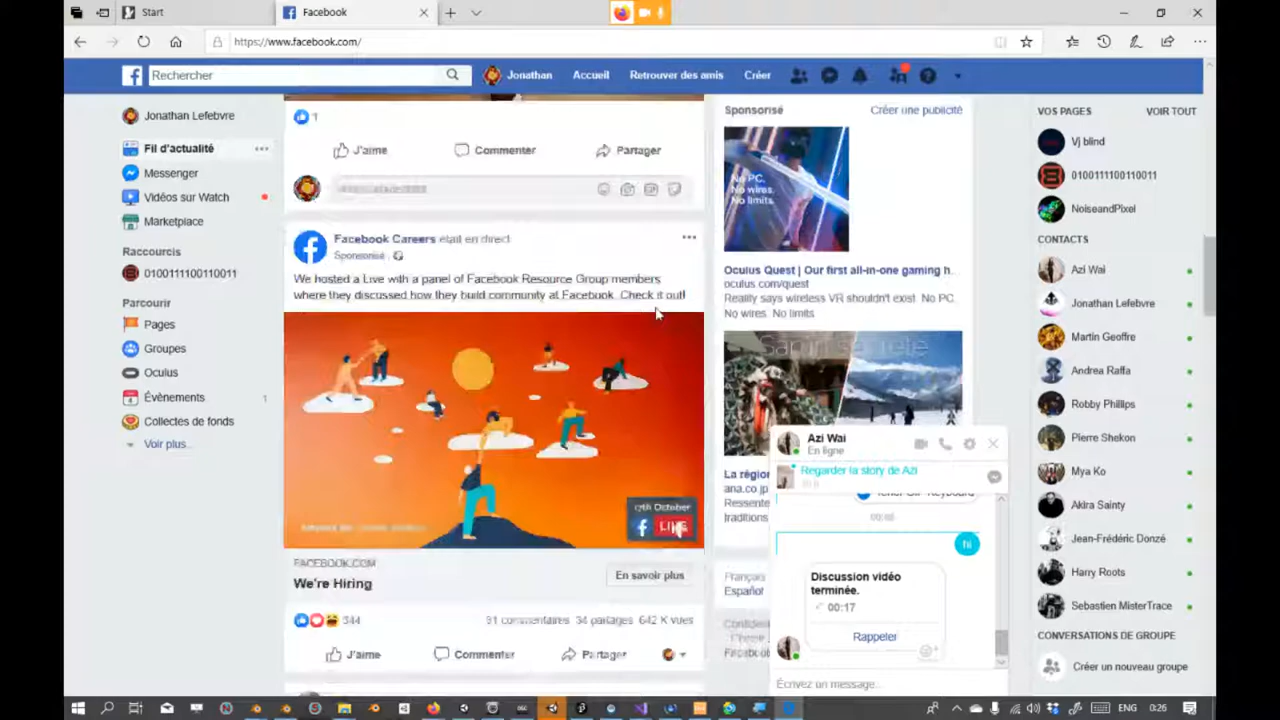 Start
Facebook
https://www.facebook.com/
Rechercher
Jonathan
Accueil
Retrouver des amis
Créer
Jonathan Lefebvre
Fil d'actualité
Messenger
Vidéos sur Watch
Marketplace
Raccourcis
0100111100110011
Parcourir
Pages
Groupes
Oculus
Évènements 1
Collectes de fonds
Voir plus...
1
J'aime
Commenter
Partager
Facebook Careers était en direct
Sponsorisé
We hosted a Live with a panel of Facebook Resource Group members
where they discussed how they build community at Facebook. Check it out!
17th October
LIVE
FACEBOOK.COM
We're Hiring
En savoir plus
344
91 commentaires 34 partages 642 K vues
J'aime
Commenter
Partager
Sponsorisé
Créer une publicité
No PC.
No wires.
No limits.
Oculus Quest | Our first all-in-one gaming h...
oculus.com/quest
Reality says wireless VR shouldn't exist. No PC.
No wires. No limits.
La région
ana.co.jp
Ressente
traditions
Français
Español
Azi Wai
En ligne
Regarder la story de Azi
Tenor GIF Keyboard
hi
Discussion vidéo
terminée.
00:17
Rappeler
Écrivez un message...
VOS PAGES
VOIR TOUT
Vj blind
0100111100110011
NoiseandPixel
CONTACTS
Azi Wai
Jonathan Lefebvre
Martin Geoffre
Andrea Raffa
Robby Phillips
Pierre Shekon
Mya Ko
Akira Sainty
Jean-Frédéric Donzé
Harry Roots
Sebastien MisterTrace
CONVERSATIONS DE GROUPE
Créer un nouveau groupe
ENG
0:26